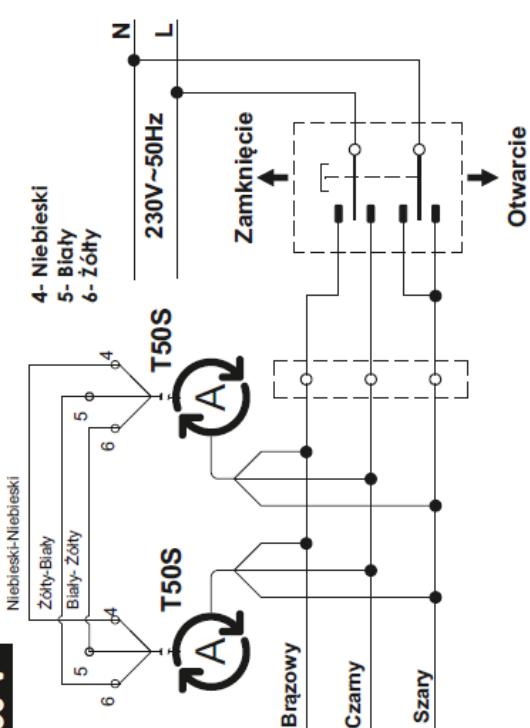 N
L
230V~50Hz
Zamknięcie
Otwarcie
4- Niebieski
5- Biały
6- Żółty
T50S
A
4
5
6
Niebieski-Niebieski
Żółty-Biały
Biały- Żółty
T50S
A
4
5
6
Brązowy
Czarny
Szary